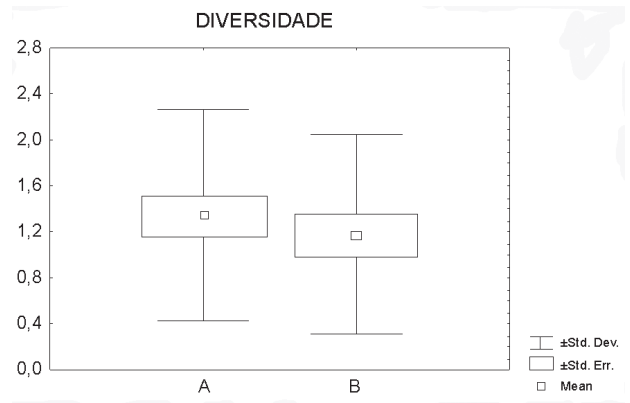 DIVERSIDADE
2,8
2,4
2,0
1,6
1,2
0,8
0,4
0,0
A B
±Std. Dev.
±Std. Err.
Mean